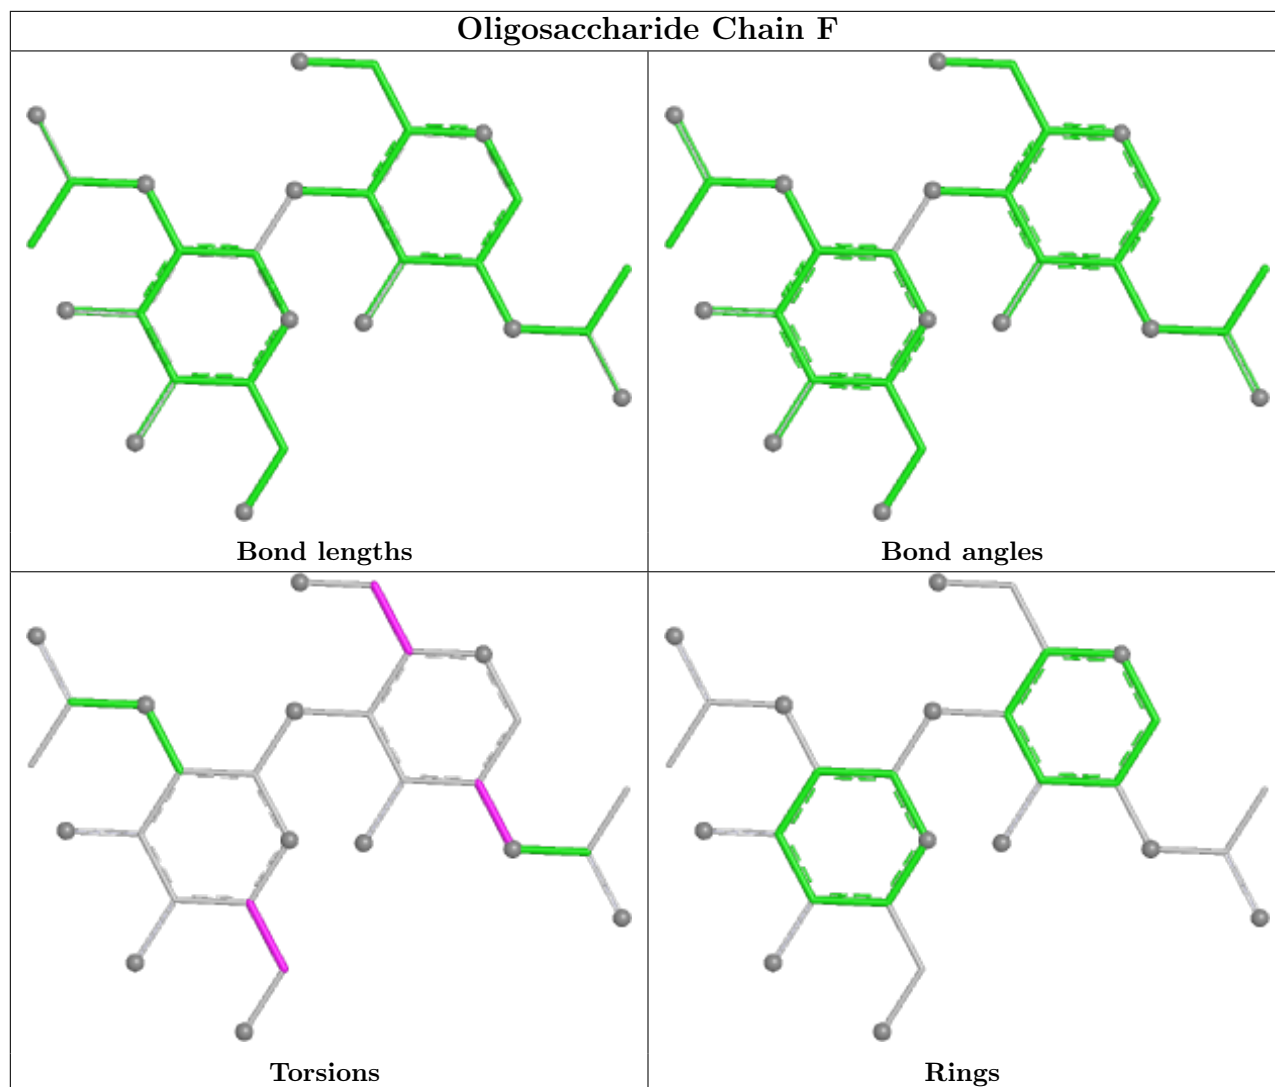 Oligosaccharide Chain F
Bond lengths
Bond angles
Torsions
Rings